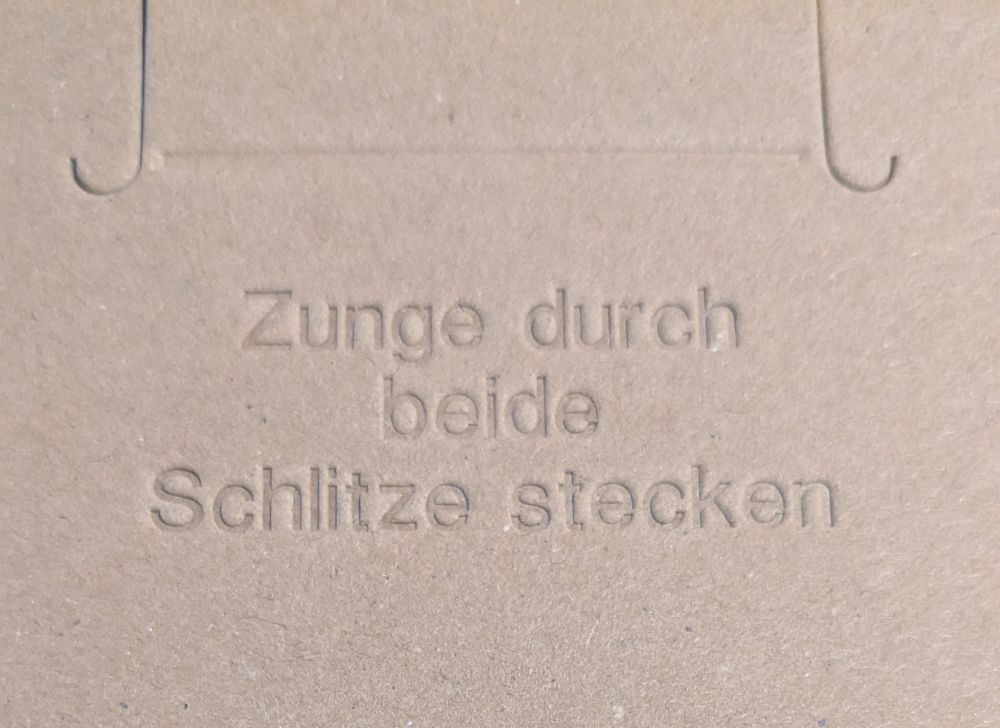 Zunge durch
beide
Schlitze stecken